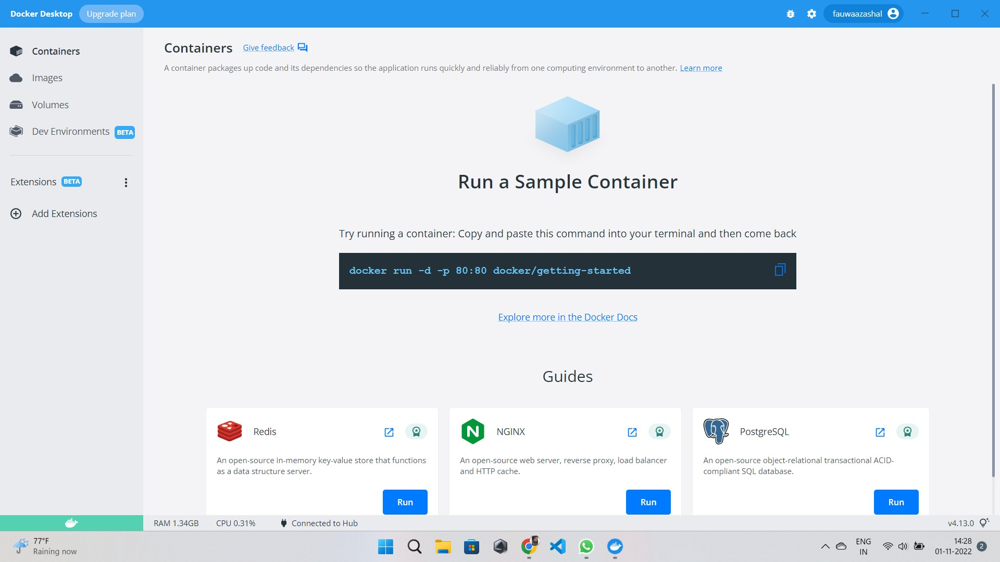 Docker Desktop Upgrade plan fauwaazashal
Containers
Images
Volumes
Dev Environments BETA
Extensions BETA
Add Extensions
Containers Give feedback
A container packages up code and its dependencies so the application runs quickly and reliably from one computing environment to another. Learn more
Run a Sample Container
Try running a container: Copy and paste this command into your terminal and then come back
docker run -d -p 80:80 docker/getting-started
Explore more in the Docker Docs
Guides
Redis
An open-source in-memory key-value store that functions
as a data structure server.
Run
NGINX
An open-source web server, reverse proxy, load balancer
and HTTP cache.
Run
PostgreSQL
An open-source object-relational transactional ACID-
compliant SQL database.
Run
RAM 1.34GB CPU 0.31% Connected to Hub v4.13.0
77°F
Raining now
ENG
IN
14:28
01-11-2022
2